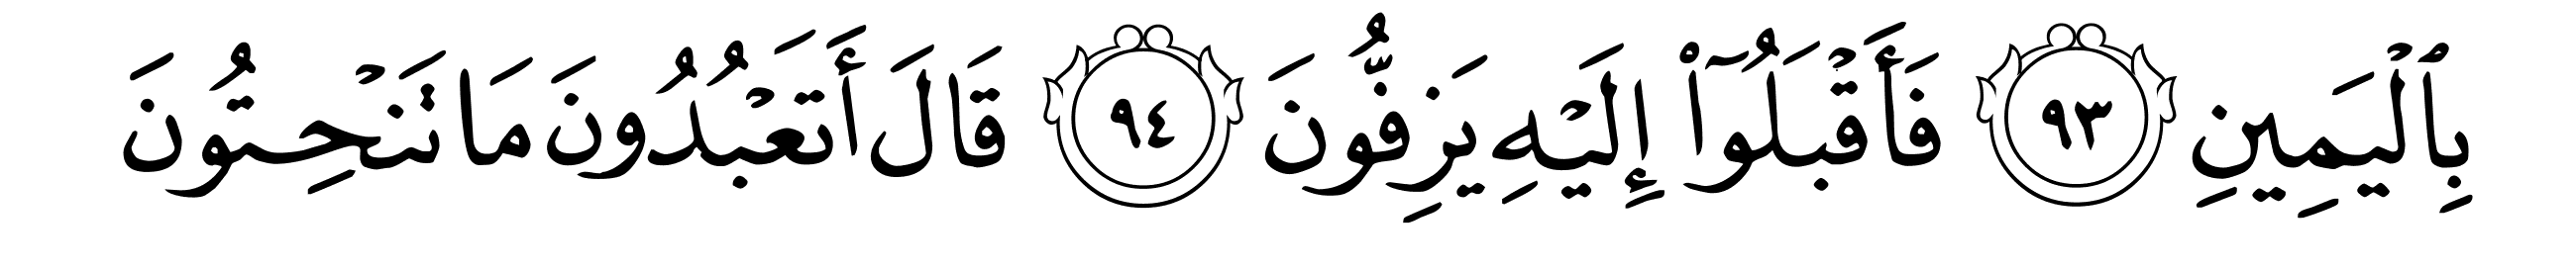 بِٱلْيَمِينِ ٩٣ فَأَقْبَلُوٓا۟ إِلَيْهِ يَزِفُّونَ ٩٤ قَالَ أَتَعْبُدُونَ مَا تَنْحِتُونَ